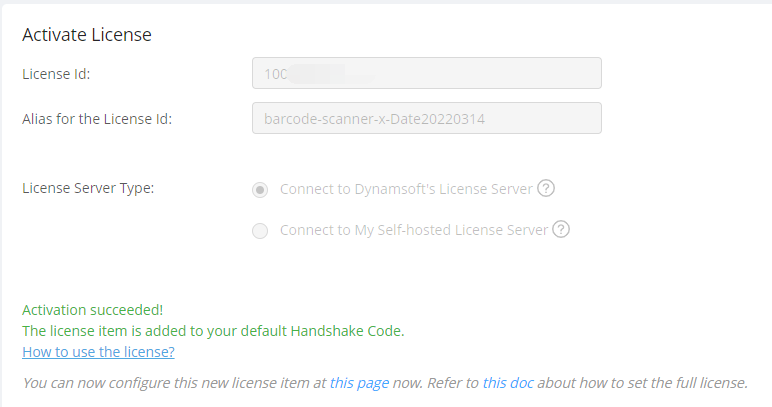 Activate License
License Id:
100
Alias for the License Id:
barcode-scanner-x-Date20220314
License Server Type:
Connect to Dynamsoft's License Server ?
Connect to My Self-hosted License Server ?
Activation succeeded!
The license item is added to your default Handshake Code.
How to use the license?
You can now configure this new license item at this page now. Refer to this doc about how to set the full license.